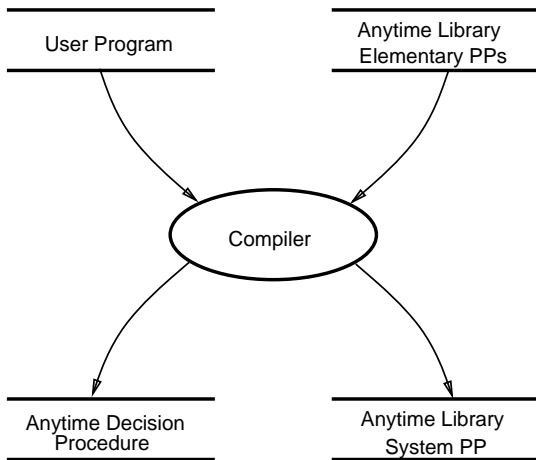 User Program
Anytime Library
Elementary PPs
Compiler
Anytime Decision
Procedure
Anytime Library
System PP